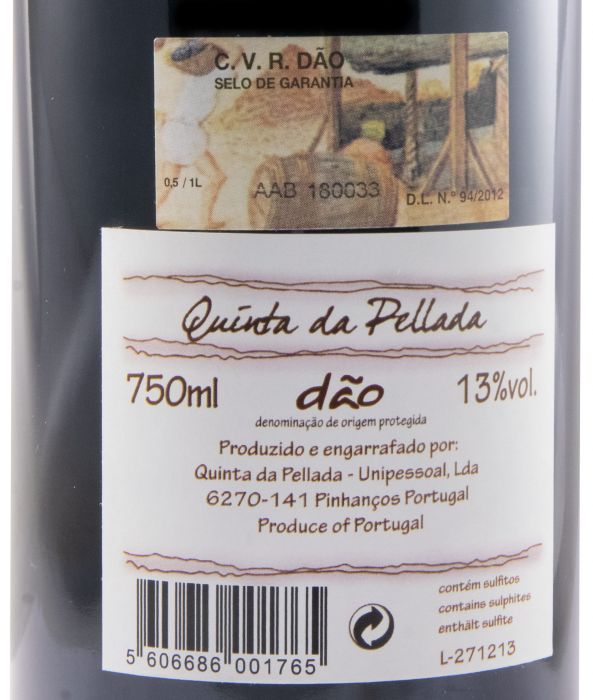 C. V. R. DÃO
SELO DE GARANTIA
0,5 / 1L
AAB 180033
D.L. N.º 94/2012
Quinta da Pellada
750ml dão 13%vol.
denominação de origem protegida
Produzido e engarrafado por:
Quinta da Pellada - Unipessoal, Lda
6270-141 Pinhanços Portugal
Produce of Portugal
contém sulfitos
contains sulphites
enthält sulfite
L-271213
5 606686 001765